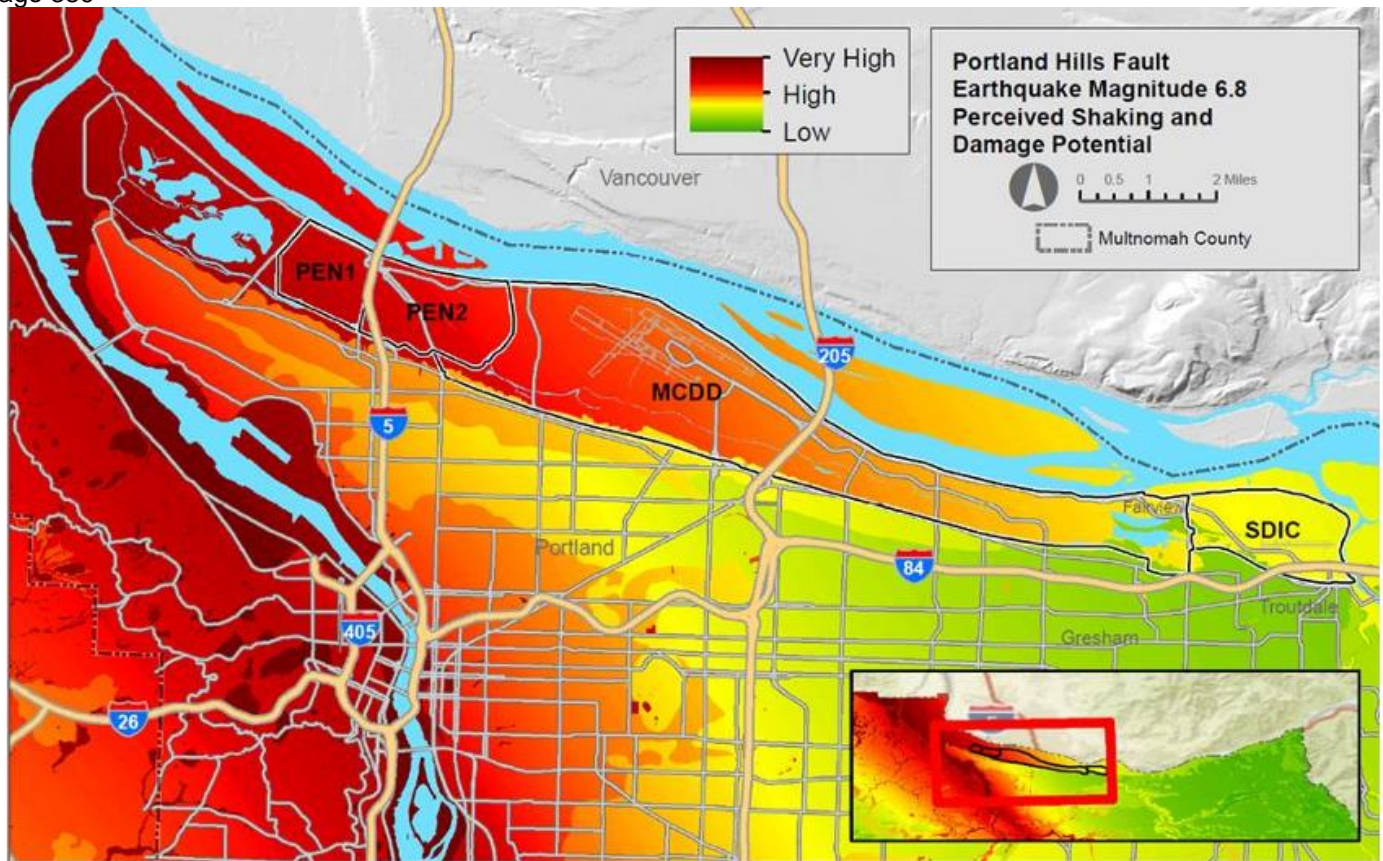 Very High
High
Low
Portland Hills Fault
Earthquake Magnitude 6.8
Perceived Shaking and
Damage Potential
0 0.5 1 2 Miles
Multnomah County
Vancouver
PEN1
PEN2
MCDD
205
5
Fairview
SDIC
Portland
84
Troutdale
405
Gresham
26